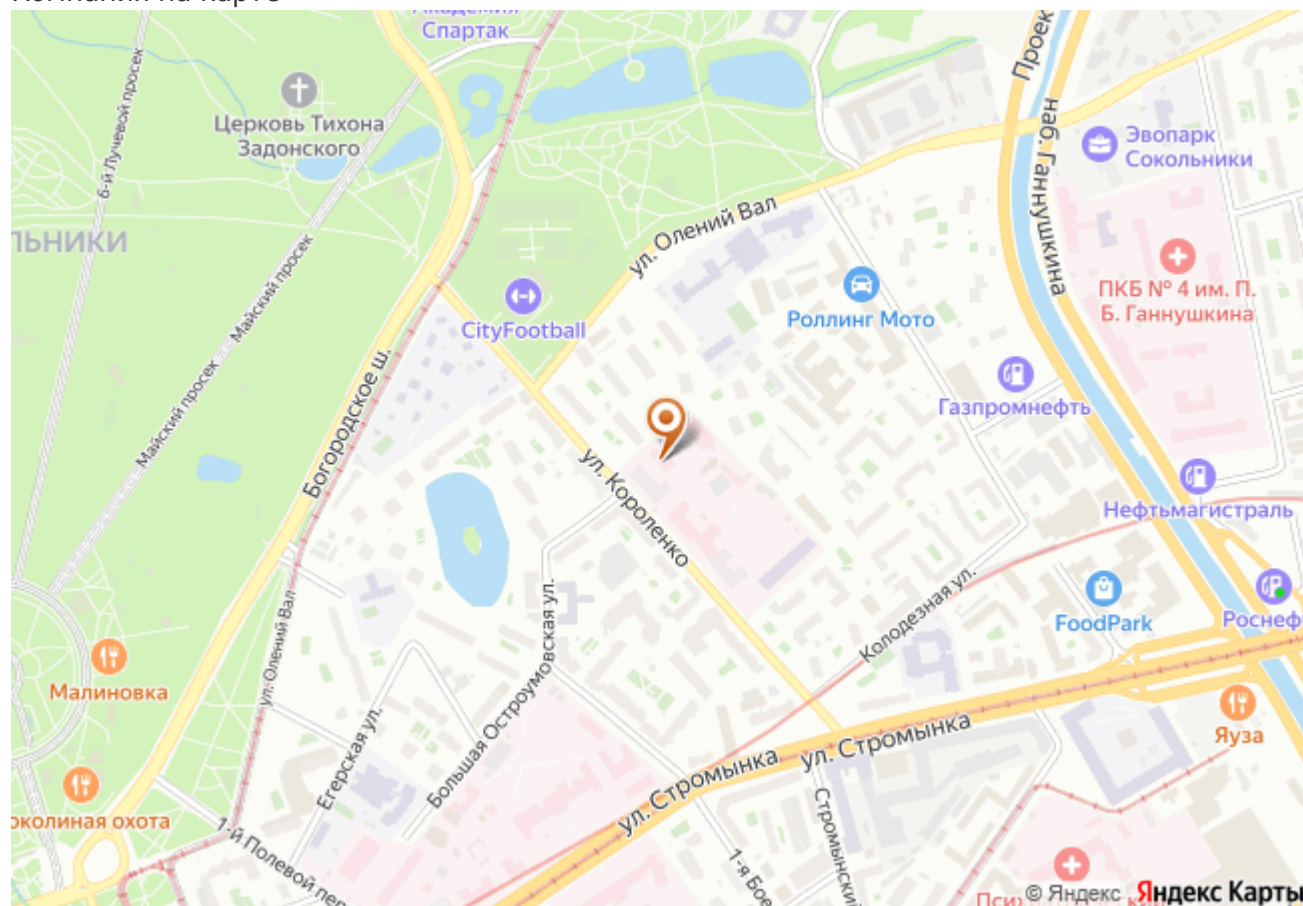 Академия
Спартак
Церковь Тихона
Задонского
6-й Лучевой просек
Майский просек
Майский просек
Проек
наб. Ганнушкина
Эвопарк
Сокольники
ПКБ № 4 им. П.
Б. Ганнушкина
ул. Олений Вал
CityFootball
Роллинг Мото
Газпромнефть
Нефтьмагистраль
Богородское ш.
ул. Короленко
Колодезная ул.
FoodPark
Роснеф
Малиновка
ул. Олений Вал
Большая Остроумовская ул.
Егерская ул.
ул. Стромынка
ул. Стромынка
Яуза
околиная охота
1-й Полевой пер
1-я Бое
Стромынский
© Яндекс Яндекс Карты